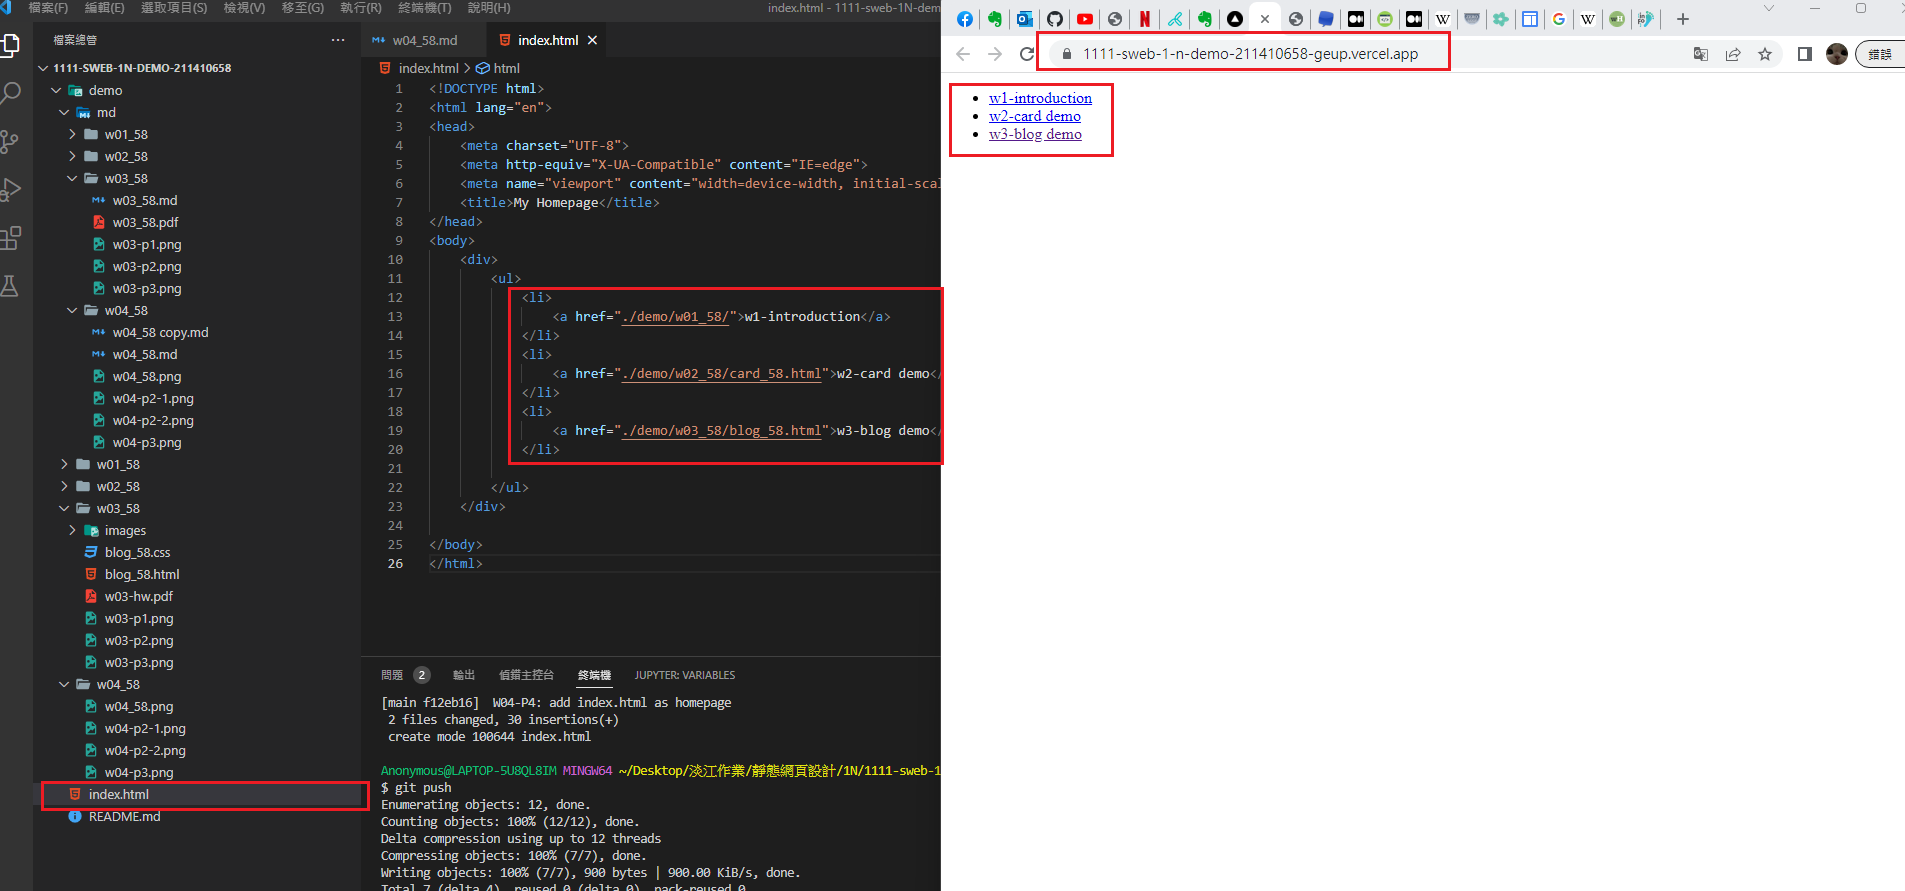 檔案(F) 編輯(E) 選取項目(S) 檢視(V) 移至(G) 執行(R) 終端機(T) 說明(H) index.html - 1111-sweb-1N-dem
檔案總管
1111-SWEB-1N-DEMO-211410658
demo
md
w01_58
w02_58
w03_58
w03_58.md
w03_58.pdf
w03-p1.png
w03-p2.png
w03-p3.png
w04_58
w04_58 copy.md
w04_58.md
w04_58.png
w04-p2-1.png
w04-p2-2.png
w04-p3.png
w01_58
w02_58
w03_58
images
blog_58.css
blog_58.html
w03-hw.pdf
w03-p1.png
w03-p2.png
w03-p3.png
w04_58
w04_58.png
w04-p2-1.png
w04-p2-2.png
w04-p3.png
index.html
README.md
w04_58.md index.html
index.html > html
1 <!DOCTYPE html>
2 <html lang="en">
3 <head>
4 <meta charset="UTF-8">
5 <meta http-equiv="X-UA-Compatible" content="IE=edge">
6 <meta name="viewport" content="width=device-width, initial-scal
7 <title>My Homepage</title>
8 </head>
9 <body>
10 <div>
11 <ul>
12 <li>
13 <a href="./demo/w01_58/">w1-introduction</a>
14 </li>
15 <li>
16 <a href="./demo/w02_58/card_58.html">w2-card demo</
17 </li>
18 <li>
19 <a href="./demo/w03_58/blog_58.html">w3-blog demo</
20 </li>
21
22 </ul>
23 </div>
24
25 </body>
26 </html>
問題 2 輸出 偵錯主控台 終端機 JUPYTER: VARIABLES
[main f12eb16] W04-P4: add index.html as homepage
2 files changed, 30 insertions(+)
create mode 100644 index.html
Anonymous@LAPTOP-5U8QL8IM MINGW64 ~/Desktop/淡江作業/靜態網頁設計/1N/1111-sweb-1
$ git push
Enumerating objects: 12, done.
Counting objects: 100% (12/12), done.
Delta compression using up to 12 threads
Compressing objects: 100% (7/7), done.
Writing objects: 100% (7/7), 900 bytes | 900.00 KiB/s, done.
Total 7 (delta 4), reused 0 (delta 0), pack-reused 0
1111-sweb-1-n-demo-211410658-geup.vercel.app
錯誤
w1-introduction
w2-card demo
w3-blog demo